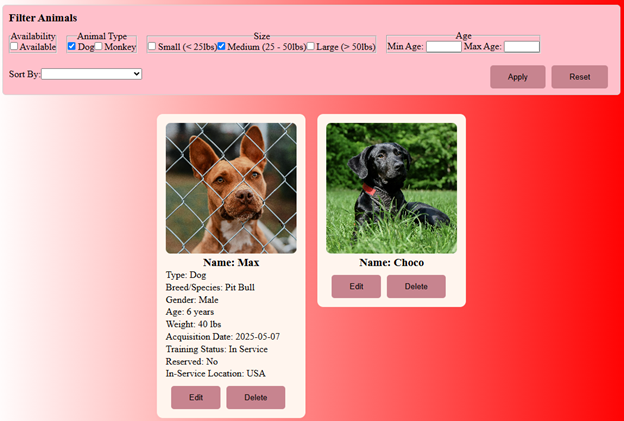 Filter Animals
Availability Animal Type Size Age
Available Dog Monkey Small (< 25lbs) Medium (25 - 50lbs) Large (> 50lbs) Min Age: Max Age:
Sort By: Apply Reset
Name: Max
Type: Dog
Breed/Species: Pit Bull
Gender: Male
Age: 6 years
Weight: 40 lbs
Acquisition Date: 2025-05-07
Training Status: In Service
Reserved: No
In-Service Location: USA
Edit Delete
Name: Choco
Edit Delete